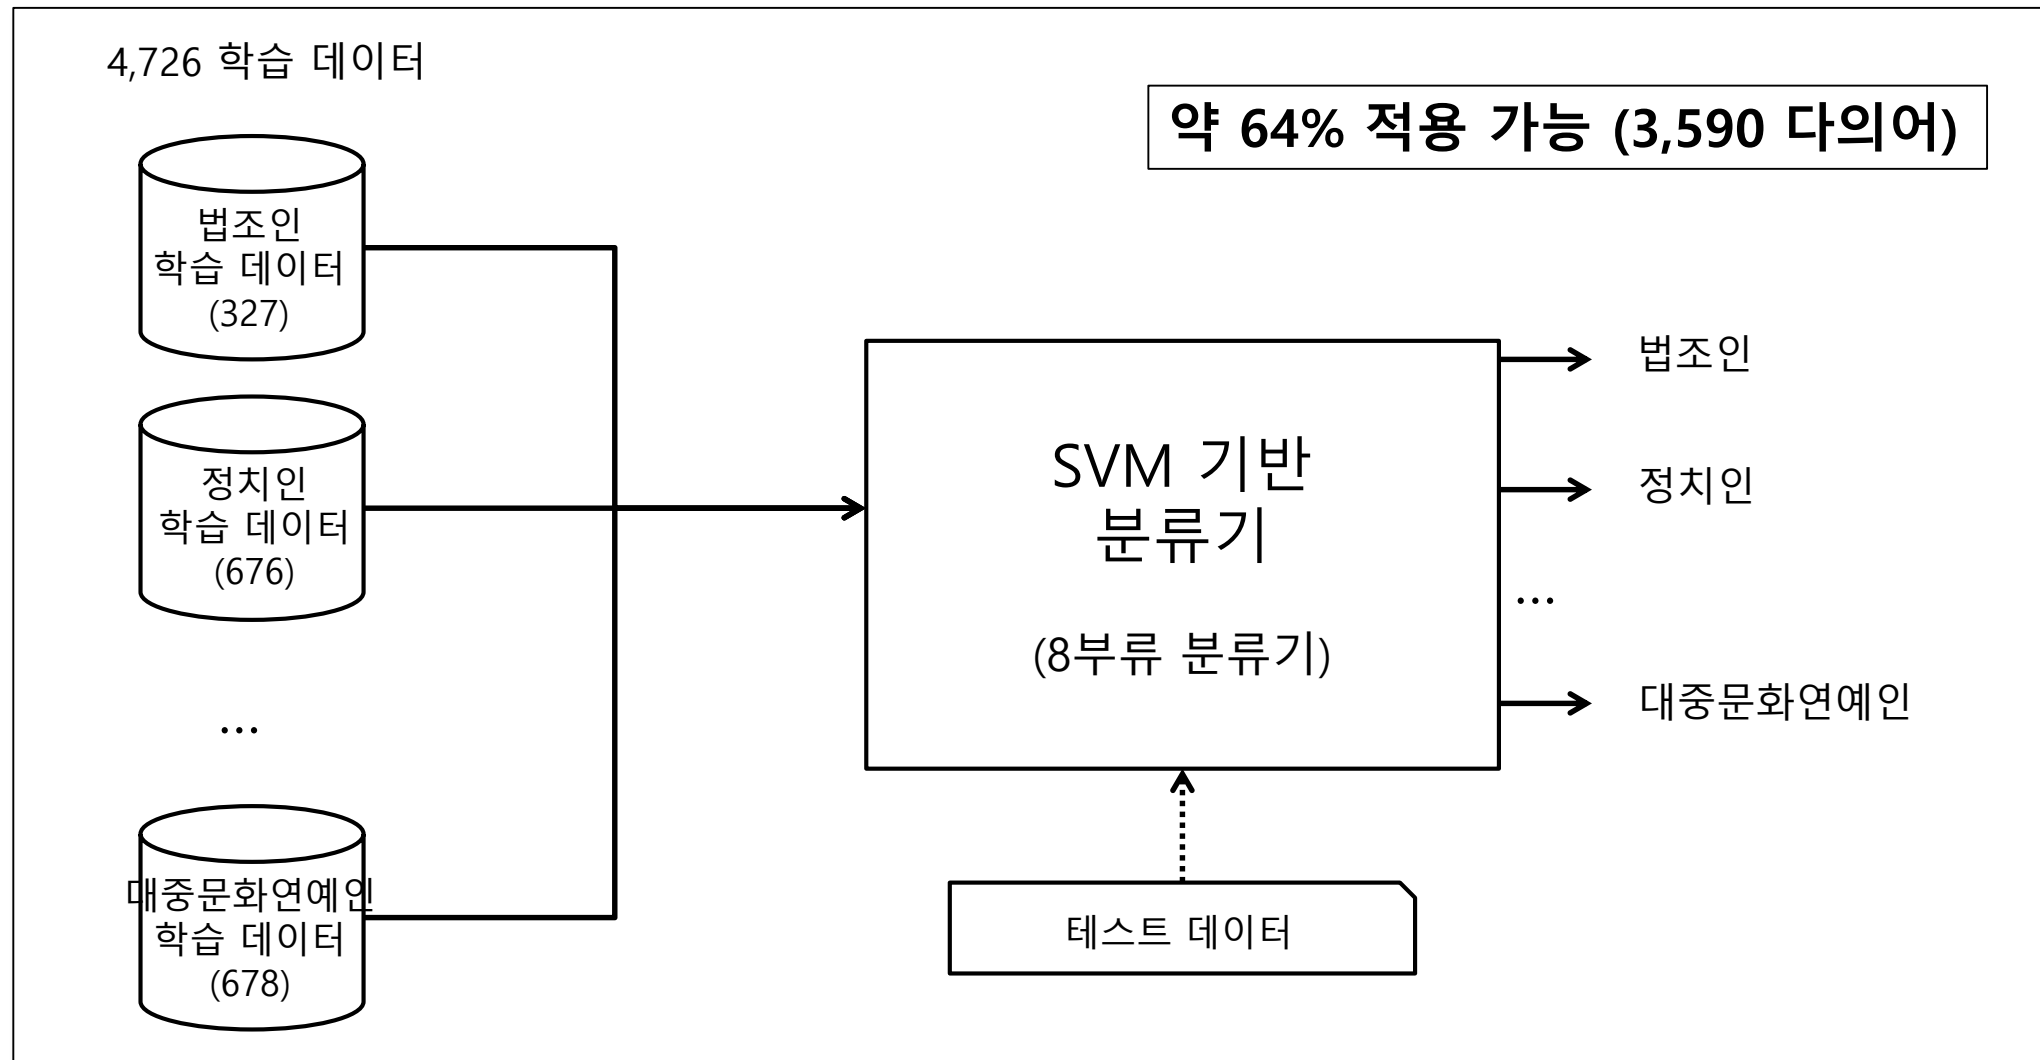 4,726 학습 데이터
약 64% 적용 가능 (3,590 다의어)
법조인
학습 데이터
(327)
정치인
학습 데이터
(676)
...
대중문화연예인
학습 데이터
(678)
SVM 기반
분류기
(8부류 분류기)
법조인
정치인
...
대중문화연예인
테스트 데이터